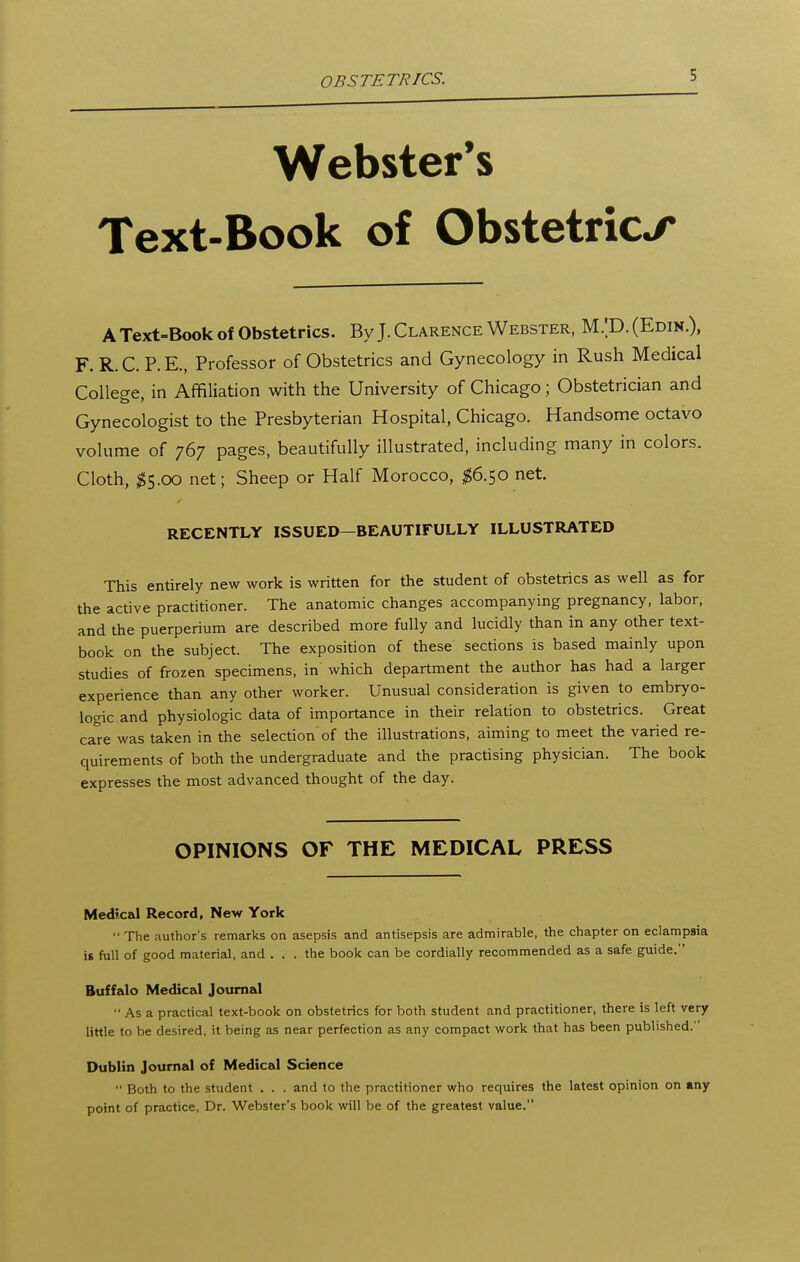 OBSTETRICS. 5
Webster's
Text-Book of Obstetrics
A Text-Book of Obstetrics. By J. Clarence Webster, M.D. (Edin.),
F. R. C. P. E., Professor of Obstetrics and Gynecology in Rush Medical
College, in Affiliation with the University of Chicago; Obstetrician and
Gynecologist to the Presbyterian Hospital, Chicago. Handsome octavo
volume of 767 pages, beautifully illustrated, including many in colors.
Cloth, $5.00 net; Sheep or Half Morocco, $6.50 net.
RECENTLY ISSUED—BEAUTIFULLY ILLUSTRATED
This entirely new work is written for the student of obstetrics as well as for
the active practitioner. The anatomic changes accompanying pregnancy, labor,
and the puerperium are described more fully and lucidly than in any other text-
book on the subject. The exposition of these sections is based mainly upon
studies of frozen specimens, in which department the author has had a larger
experience than any other worker. Unusual consideration is given to embryo-
logic and physiologic data of importance in their relation to obstetrics. Great
care was taken in the selection of the illustrations, aiming to meet the varied re-
quirements of both the undergraduate and the practising physician. The book
expresses the most advanced thought of the day.
OPINIONS OF THE MEDICAL PRESS
Medical Record, New York
"The author's remarks on asepsis and antisepsis are admirable, the chapter on eclampsia
is full of good material, and . . . the book can be cordially recommended as a safe guide."
Buffalo Medical Journal
"As a practical text-book on obstetrics for both student and practitioner, there is left very
little to be desired, it being as near perfection as any compact work that has been published."
Dublin Journal of Medical Science
"Both to the student . . . and to the practitioner who requires the latest opinion on any
point of practice, Dr. Webster's book will be of the greatest value."